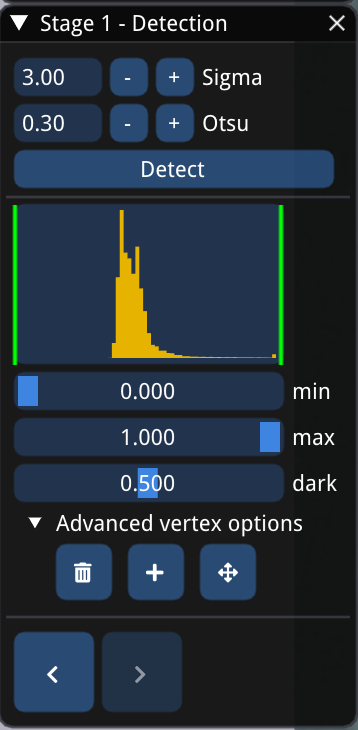 Stage 1 - Detection
3.00 - + Sigma
0.30 - + Otsu
Detect
0.000 min
1.000 max
0.500 dark
Advanced vertex options